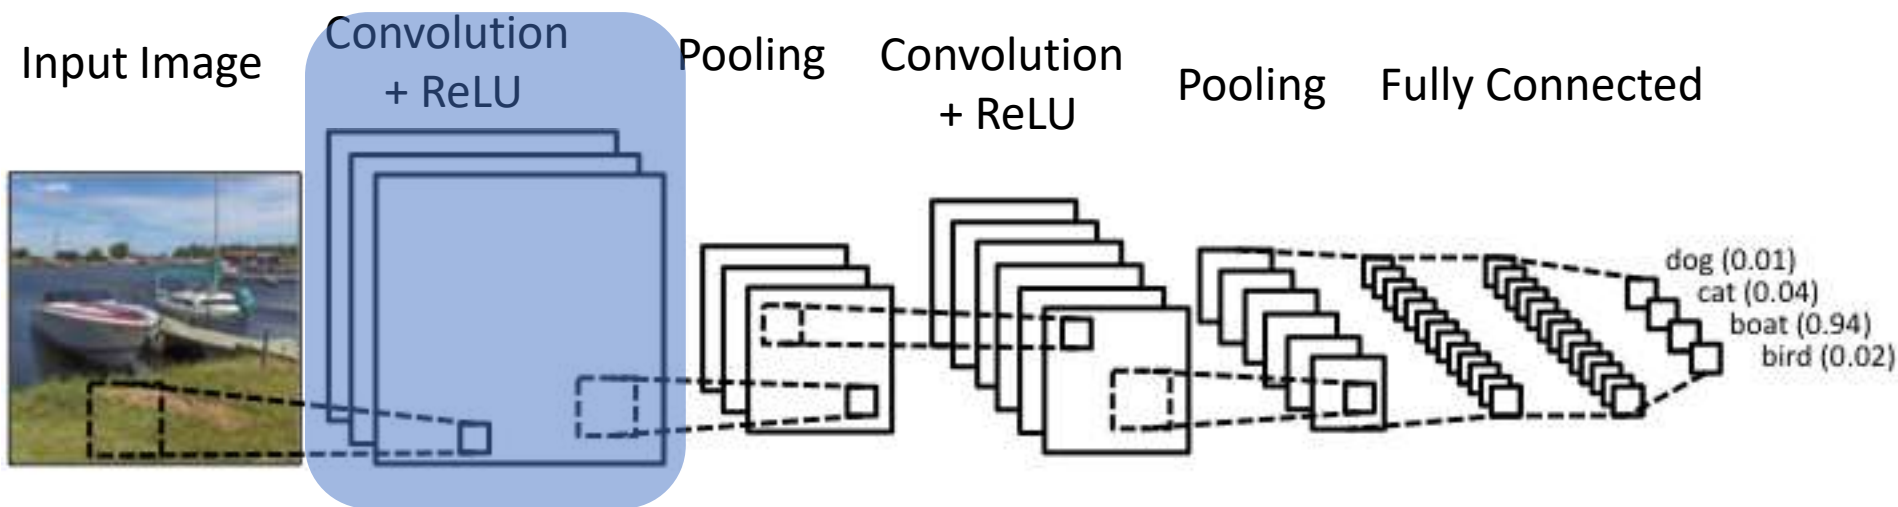 Input Image
Convolution
+ ReLU
Pooling
Convolution
+ ReLU
Pooling
Fully Connected
dog (0.01)
cat (0.04)
boat (0.94)
bird (0.02)